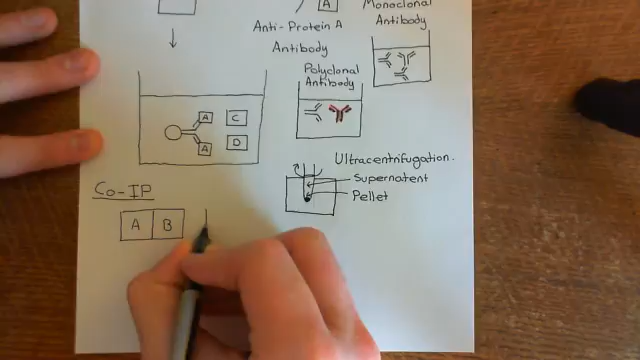 A
Anti-Protein A
Antibody
Monoclonal
Antibody
Polyclonal
Antibody
A
C
A
D
Ultracentrifugation.
Supernatent
Pellet
Co-IP
A B